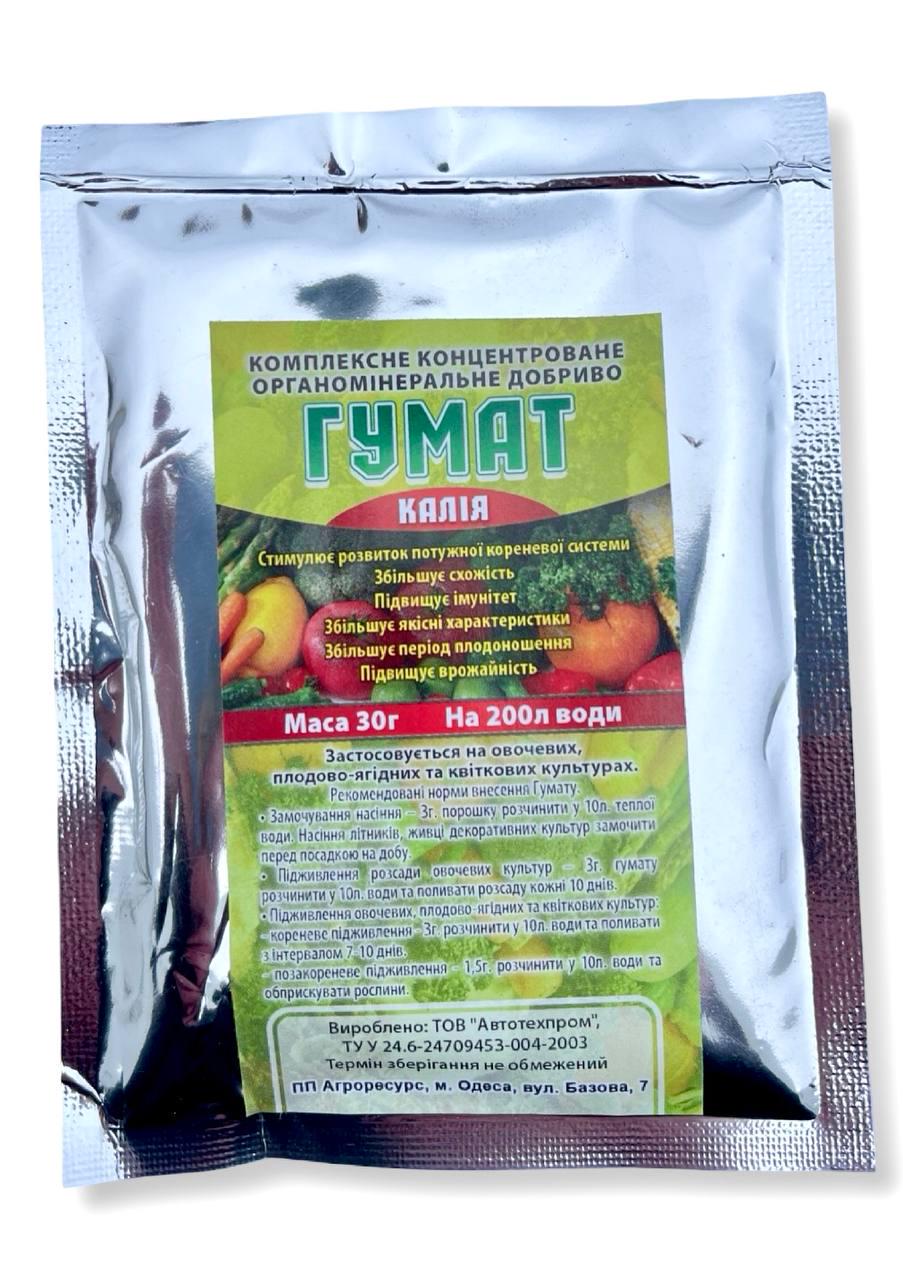 КОМПЛЕКСНЕ КОНЦЕНТРОВАНЕ
ОРГАНОМІНЕРАЛЬНЕ ДОБРИВО
ГУМАТ
КАЛІЯ
Стимулює розвиток потужної кореневої системи
Збільшує схожість
Підвищує імунітет
Збільшує якісні характеристики
Збільшує період плодоношення
Підвищує врожайність
Маса 30г На 200л води
Застосовується на овочевих,
плодово-ягідних та квіткових культурах.
Рекомендовані норми внесення Гумату.
• Замочування насіння – 3г. порошку розчинити у 10л. теплої
води. Насіння літників, живці декоративних культур замочити
перед посадкою на добу.
• Підживлення розсади овочевих культур – 3г. гумату
розчинити у 10л. води та поливати розсаду кожні 10 днів.
• Підживлення овочевих, плодово-ягідних та квіткових культур:
- кореневе підживлення - 3г. розчинити у 10л. води та поливати
з інтервалом 7-10 днів.
- позакореневе підживлення – 1,5г. розчинити у 10л. води та
обприскувати рослини.
Вироблено: ТОВ "Автотехпром",
ТУ У 24.6-24709453-004-2003
Термін зберігання не обмежений
ПП Агроресурс, м. Одеса, вул. Базова, 7